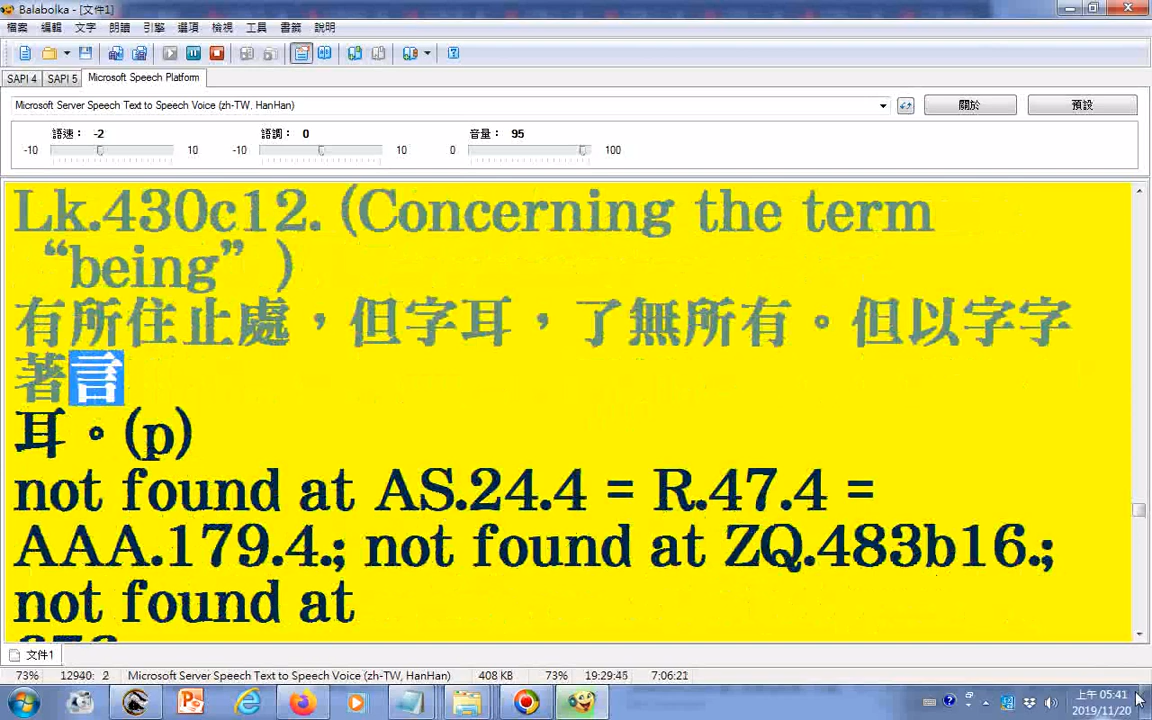 Balabolka - [文件1]
檔案 編輯 文字 朗讀 引擎 選項 檢視 工具 書籤 說明
SAPI 4 SAPI 5 Microsoft Speech Platform
Microsoft Server Speech Text to Speech Voice (zh-TW, HanHan) 關於 預設
語速： -2 語調： 0 音量： 95
-10 10 -10 10 0 100
Lk.430c12. (Concerning the term
“being” )
有所住止處，但字耳，了無所有。但以字字
著言
耳。(p)
not found at AS.24.4 = R.47.4 =
AAA.179.4.; not found at ZQ.483b16.;
not found at
文件1
73% 12940: 2 Microsoft Server Speech Text to Speech Voice (zh-TW, HanHan) 408 KB 73% 19:29:45 7:06:21
上午 05:41
2019/11/20